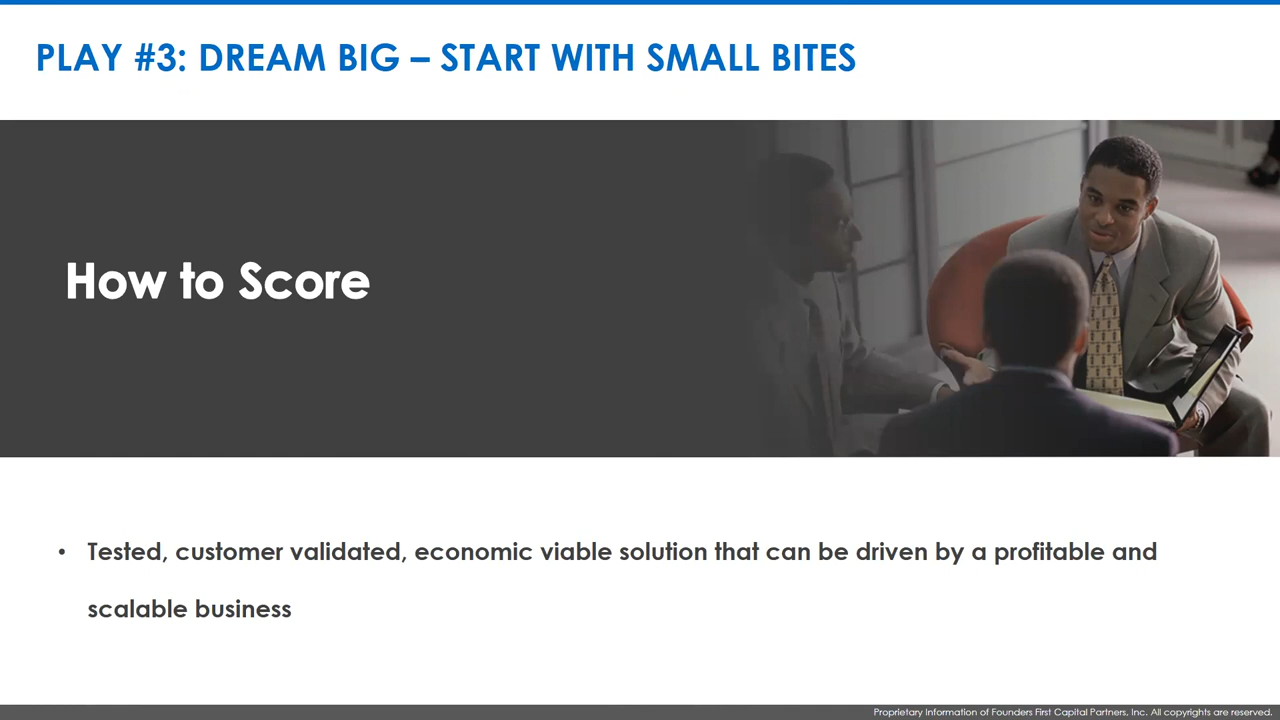 PLAY #3: DREAM BIG – START WITH SMALL BITES
How to Score
• Tested, customer validated, economic viable solution that can be driven by a profitable and
scalable business
Proprietary Information of Founders First Capital Partners, Inc. All copyrights are reserved.